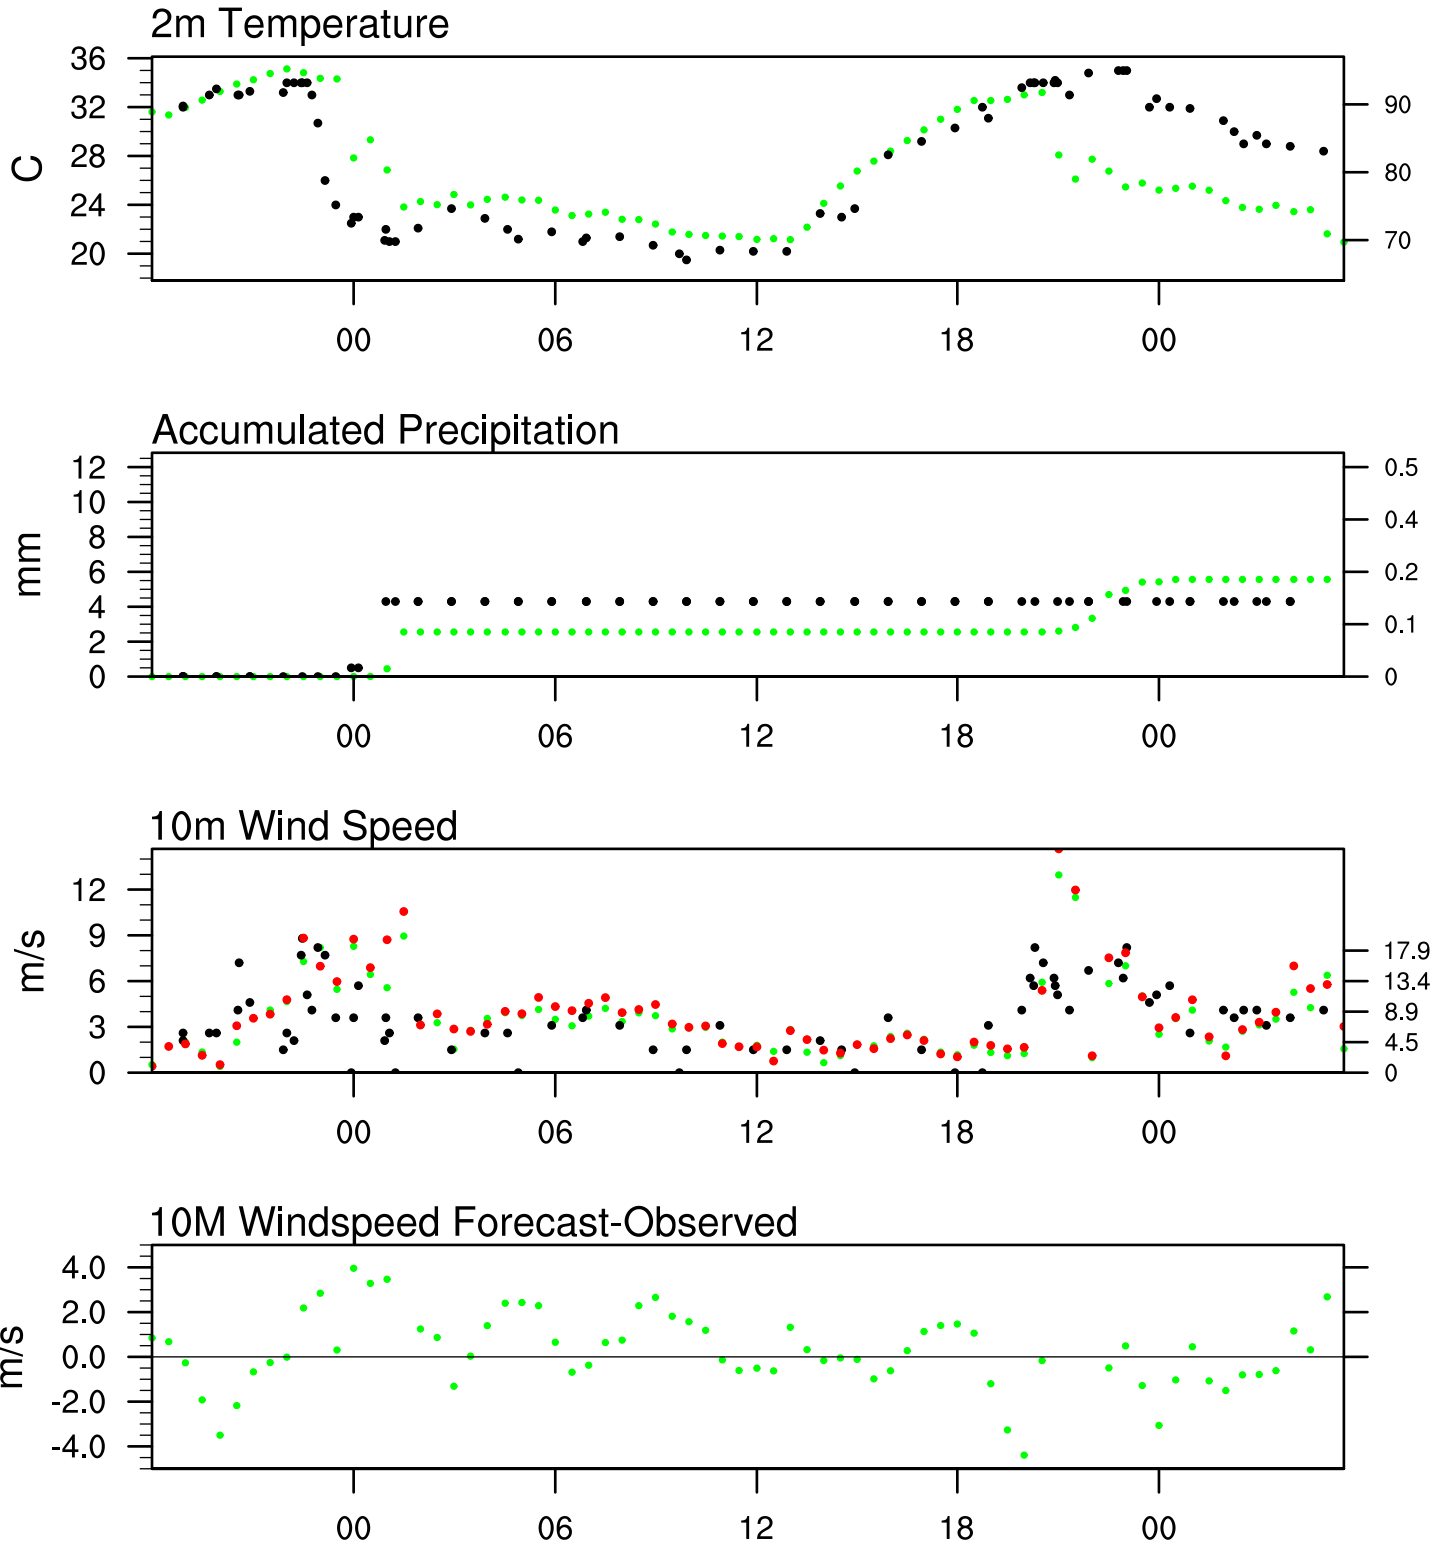 2m Temperature
36
32
28
24
20
C
90
80
70
00 06 12 18 00
Accumulated Precipitation
12
10
8
6
4
2
0
mm
0.5
0.4
0.2
0.1
0
00 06 12 18 00
10m Wind Speed
12
9
6
3
0
m/s
17.9
13.4
8.9
4.5
0
00 06 12 18 00
10M Windspeed Forecast-Observed
4.0
2.0
0.0
-2.0
-4.0
m/s
00 06 12 18 00